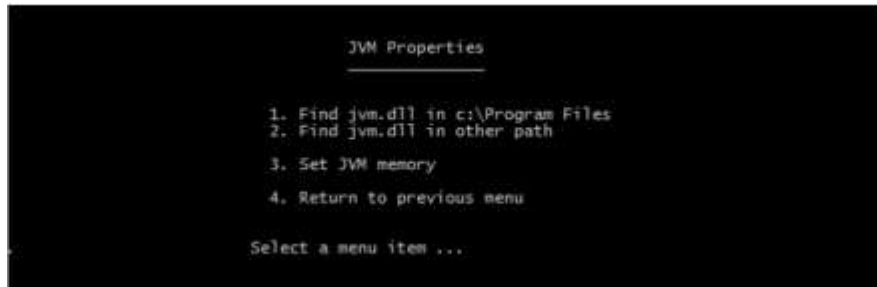 JVM Properties
1. Find jvm.dll in c:\Program Files
2. Find jvm.dll in other path
3. Set JVM memory
4. Return to previous menu
Select a menu item ...